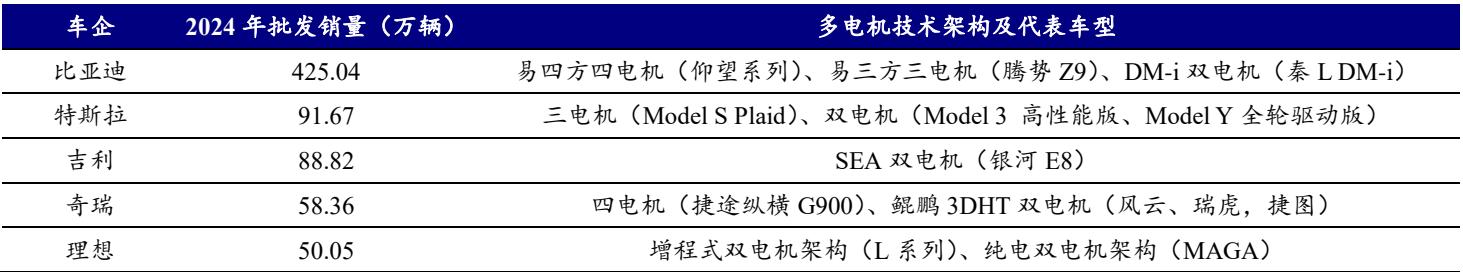 车企 2024 年批发销量（万辆） 多电机技术架构及代表车型
比亚迪 425.04 易四方四电机（仰望系列）、易三方三电机（腾势 Z9）、DM-i 双电机（秦 L DM-i）
特斯拉 91.67 三电机（Model S Plaid）、双电机（Model 3 高性能版、Model Y 全轮驱动版）
吉利 88.82 SEA 双电机（银河 E8）
奇瑞 58.36 四电机（捷途纵横 G900）、鲲鹏 3DHT 双电机（风云、瑞虎，捷图）
理想 50.05 增程式双电机架构（L 系列）、纯电双电机架构（MAGA）